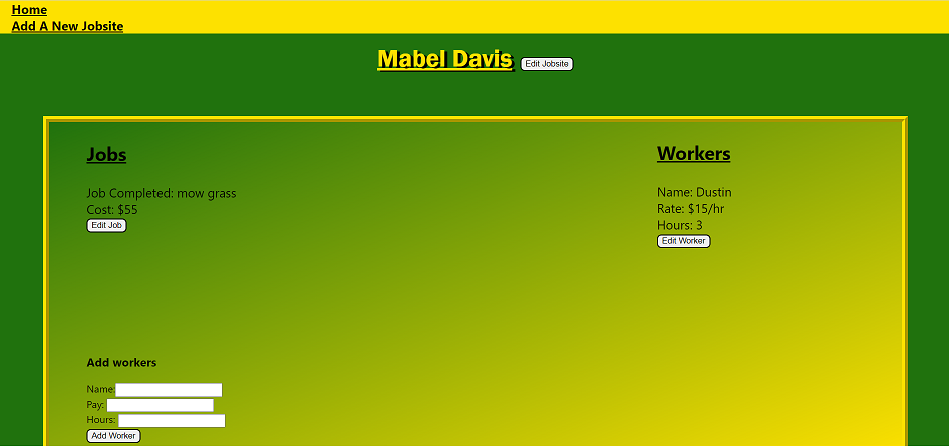 Home
Add A New Jobsite
Mabel Davis Edit Jobsite
Jobs
Job Completed: mow grass
Cost: $55
Edit Job
Workers
Name: Dustin
Rate: $15/hr
Hours: 3
Edit Worker
Add workers
Name:
Pay:
Hours:
Add Worker